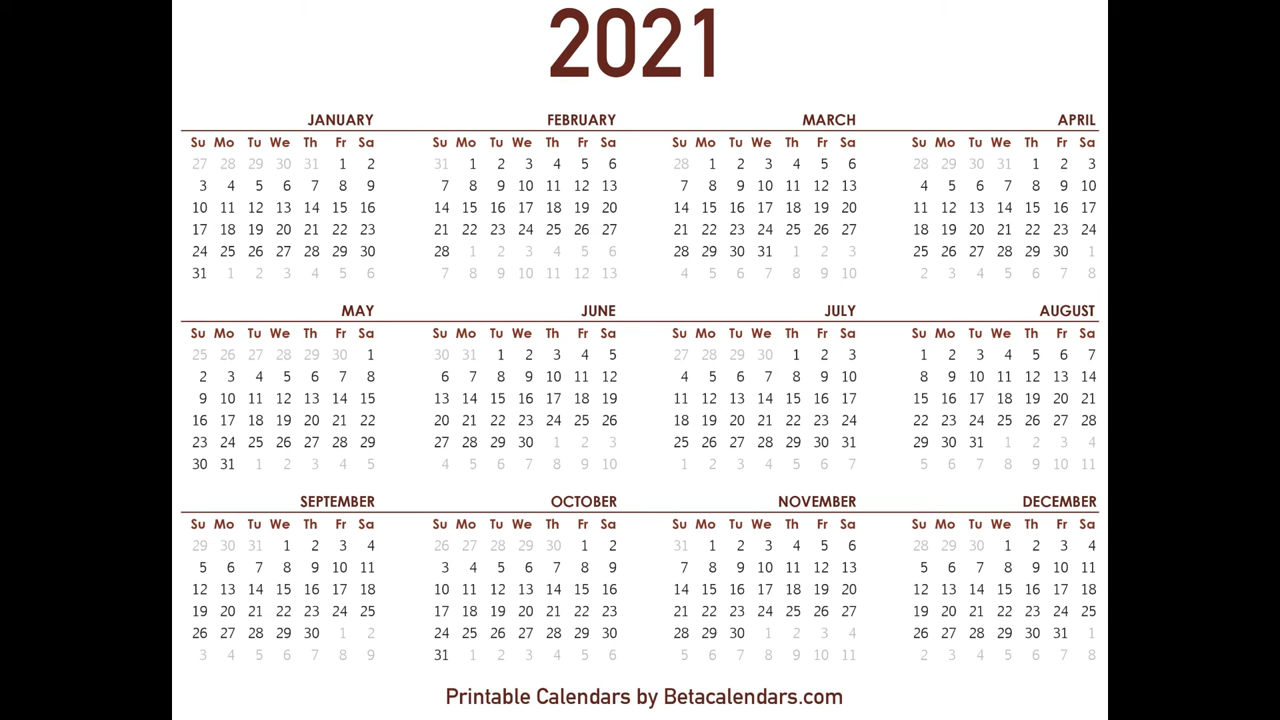 2021
JANUARY FEBRUARY MARCH APRIL
Su Mo Tu We Th Fr Sa Su Mo Tu We Th Fr Sa Su Mo Tu We Th Fr Sa Su Mo Tu We Th Fr Sa
27 28 29 30 31 1 2 31 1 2 3 4 5 6 28 1 2 3 4 5 6 28 29 30 31 1 2 3
3 4 5 6 7 8 9 7 8 9 10 11 12 13 7 8 9 10 11 12 13 4 5 6 7 8 9 10
10 11 12 13 14 15 16 14 15 16 17 18 19 20 14 15 16 17 18 19 20 11 12 13 14 15 16 17
17 18 19 20 21 22 23 21 22 23 24 25 26 27 21 22 23 24 25 26 27 18 19 20 21 22 23 24
24 25 26 27 28 29 30 28 1 2 3 4 5 6 28 29 30 31 1 2 3 25 26 27 28 29 30 1
31 1 2 3 4 5 6 7 8 9 10 11 12 13 4 5 6 7 8 9 10 2 3 4 5 6 7 8
MAY JUNE JULY AUGUST
Su Mo Tu We Th Fr Sa Su Mo Tu We Th Fr Sa Su Mo Tu We Th Fr Sa Su Mo Tu We Th Fr Sa
25 26 27 28 29 30 1 30 31 1 2 3 4 5 27 28 29 30 1 2 3 1 2 3 4 5 6 7
2 3 4 5 6 7 8 6 7 8 9 10 11 12 4 5 6 7 8 9 10 8 9 10 11 12 13 14
9 10 11 12 13 14 15 13 14 15 16 17 18 19 11 12 13 14 15 16 17 15 16 17 18 19 20 21
16 17 18 19 20 21 22 20 21 22 23 24 25 26 18 19 20 21 22 23 24 22 23 24 25 26 27 28
23 24 25 26 27 28 29 27 28 29 30 1 2 3 25 26 27 28 29 30 31 29 30 31 1 2 3 4
30 31 1 2 3 4 5 4 5 6 7 8 9 10 1 2 3 4 5 6 7 5 6 7 8 9 10 11
SEPTEMBER OCTOBER NOVEMBER DECEMBER
Su Mo Tu We Th Fr Sa Su Mo Tu We Th Fr Sa Su Mo Tu We Th Fr Sa Su Mo Tu We Th Fr Sa
29 30 31 1 2 3 4 26 27 28 29 30 1 2 31 1 2 3 4 5 6 28 29 30 1 2 3 4
5 6 7 8 9 10 11 3 4 5 6 7 8 9 7 8 9 10 11 12 13 5 6 7 8 9 10 11
12 13 14 15 16 17 18 10 11 12 13 14 15 16 14 15 16 17 18 19 20 12 13 14 15 16 17 18
19 20 21 22 23 24 25 17 18 19 20 21 22 23 21 22 23 24 25 26 27 19 20 21 22 23 24 25
26 27 28 29 30 1 2 24 25 26 27 28 29 30 28 29 30 1 2 3 4 26 27 28 29 30 31 1
3 4 5 6 7 8 9 31 1 2 3 4 5 6 5 6 7 8 9 10 11 2 3 4 5 6 7 8
Printable Calendars by Betacalendars.com